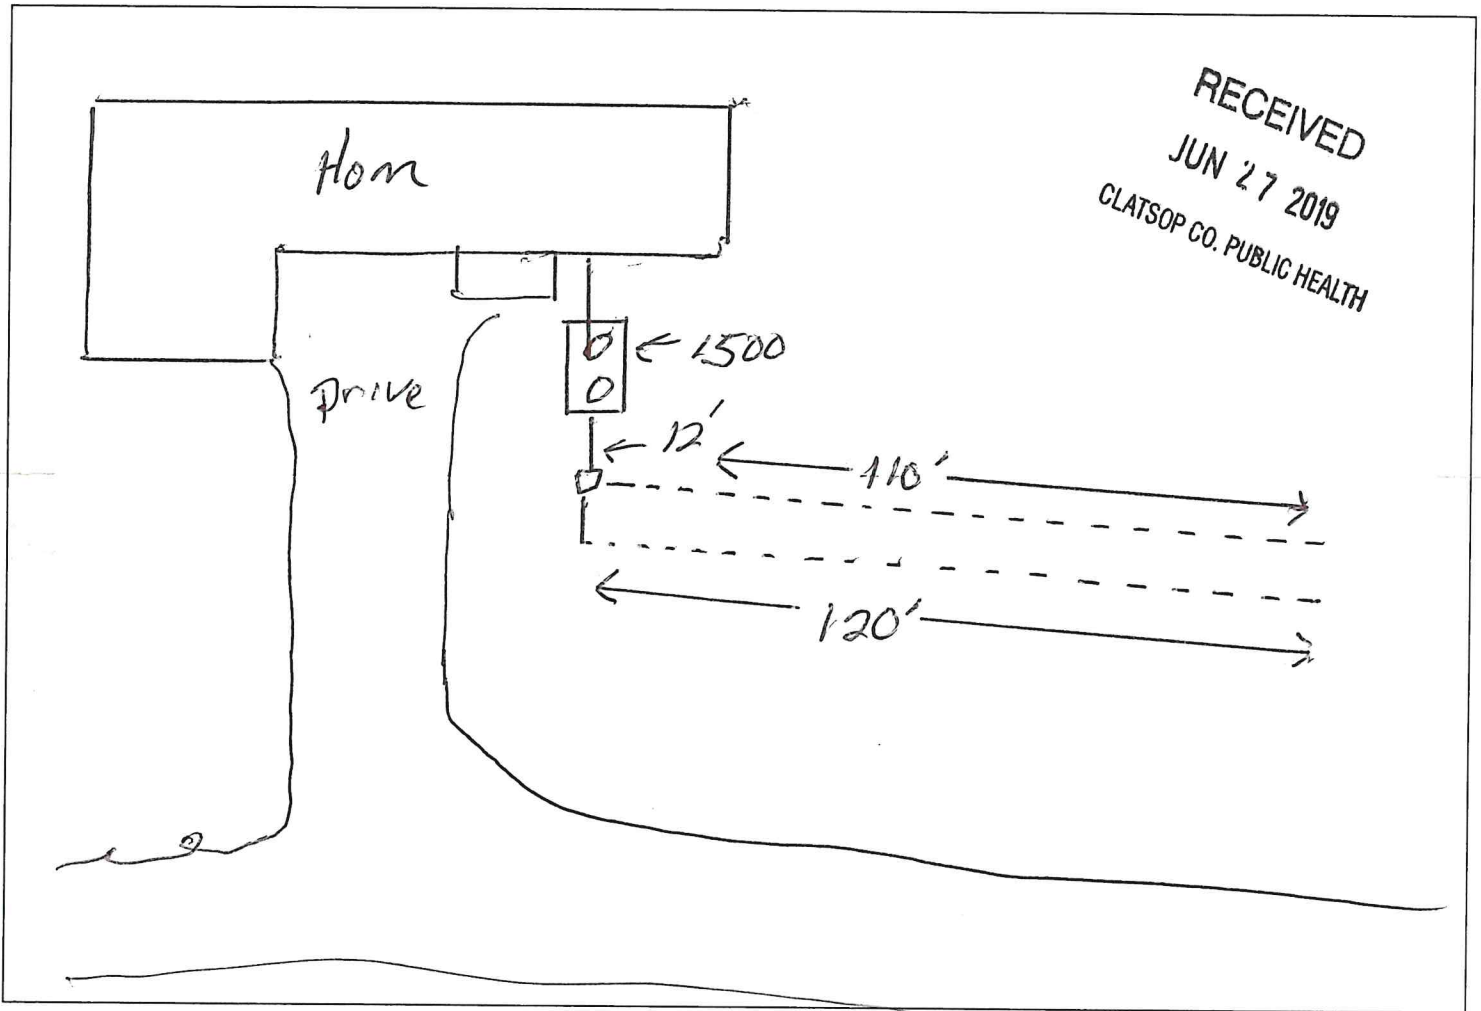 RECEIVED
JUN 27 2019
CLATSOP CO. PUBLIC HEALTH
Hom
Drive
1500
12'
110'
120'